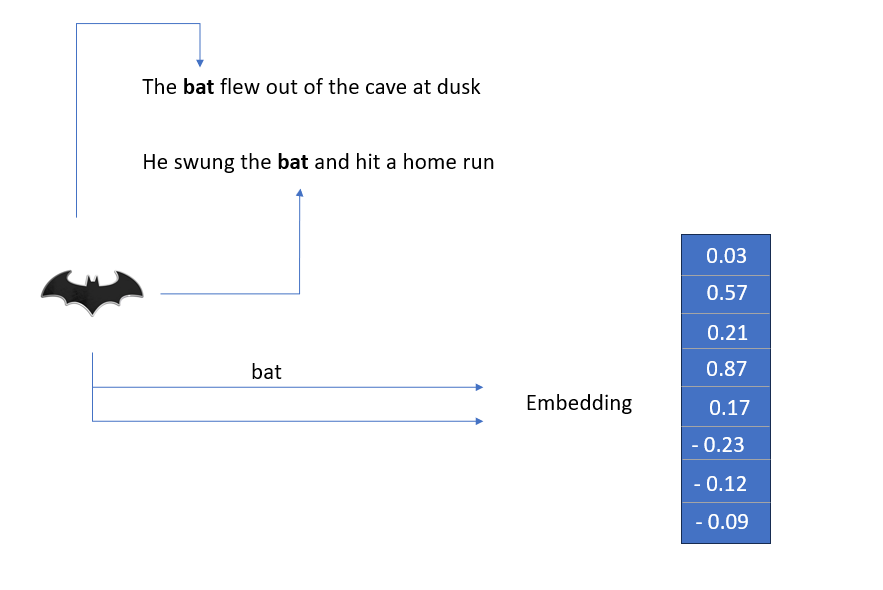 The bat flew out of the cave at dusk
He swung the bat and hit a home run
bat
Embedding
0.03
0.57
0.21
0.87
0.17
- 0.23
- 0.12
- 0.09